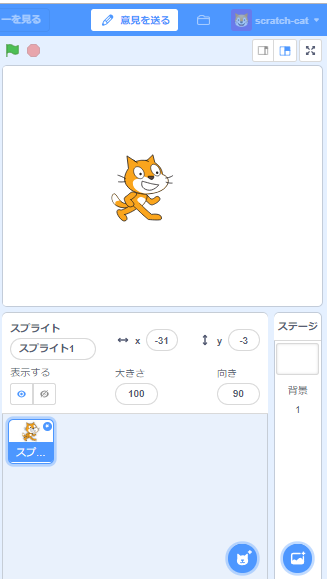 ーを見る
意見を送る
scratch-cat
スプライト
スプライト1
x
-31
y
-3
表示する
大きさ
100
向き
90
ステージ
背景
1
スプ...